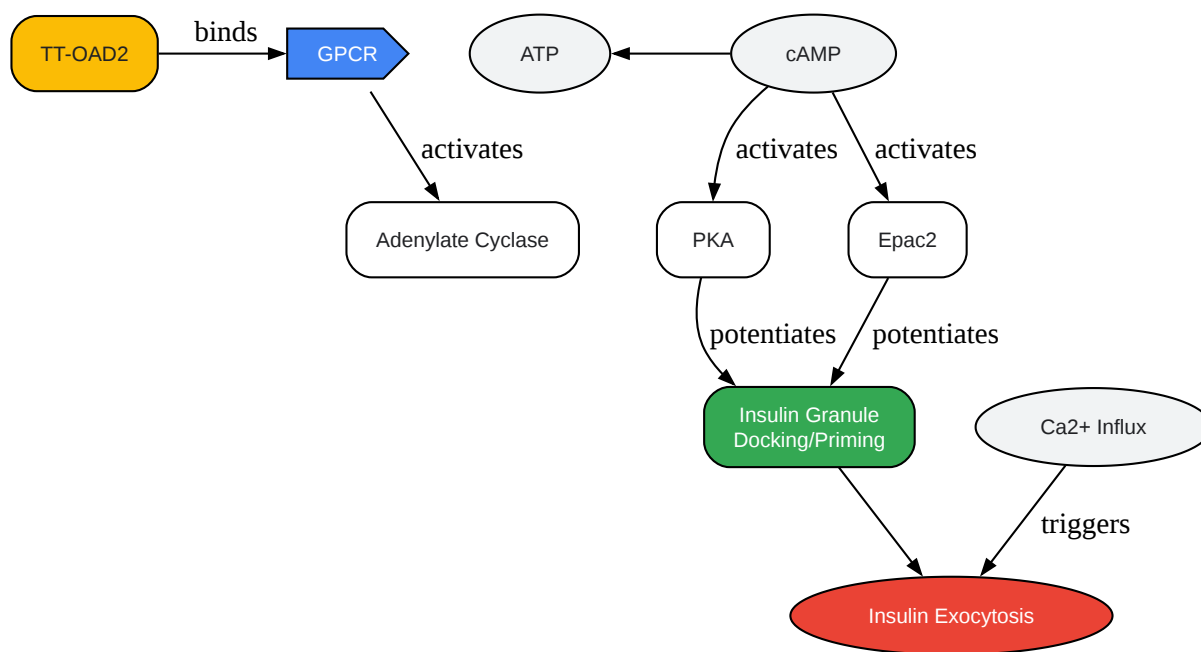 TT-OAD2
binds
GPCR
ATP
cAMP
activates
activates
activates
Adenylate Cyclase
PKA
Epac2
potentiates
potentiates
Insulin Granule
Docking/Priming
Ca2+ Influx
triggers
Insulin Exocytosis